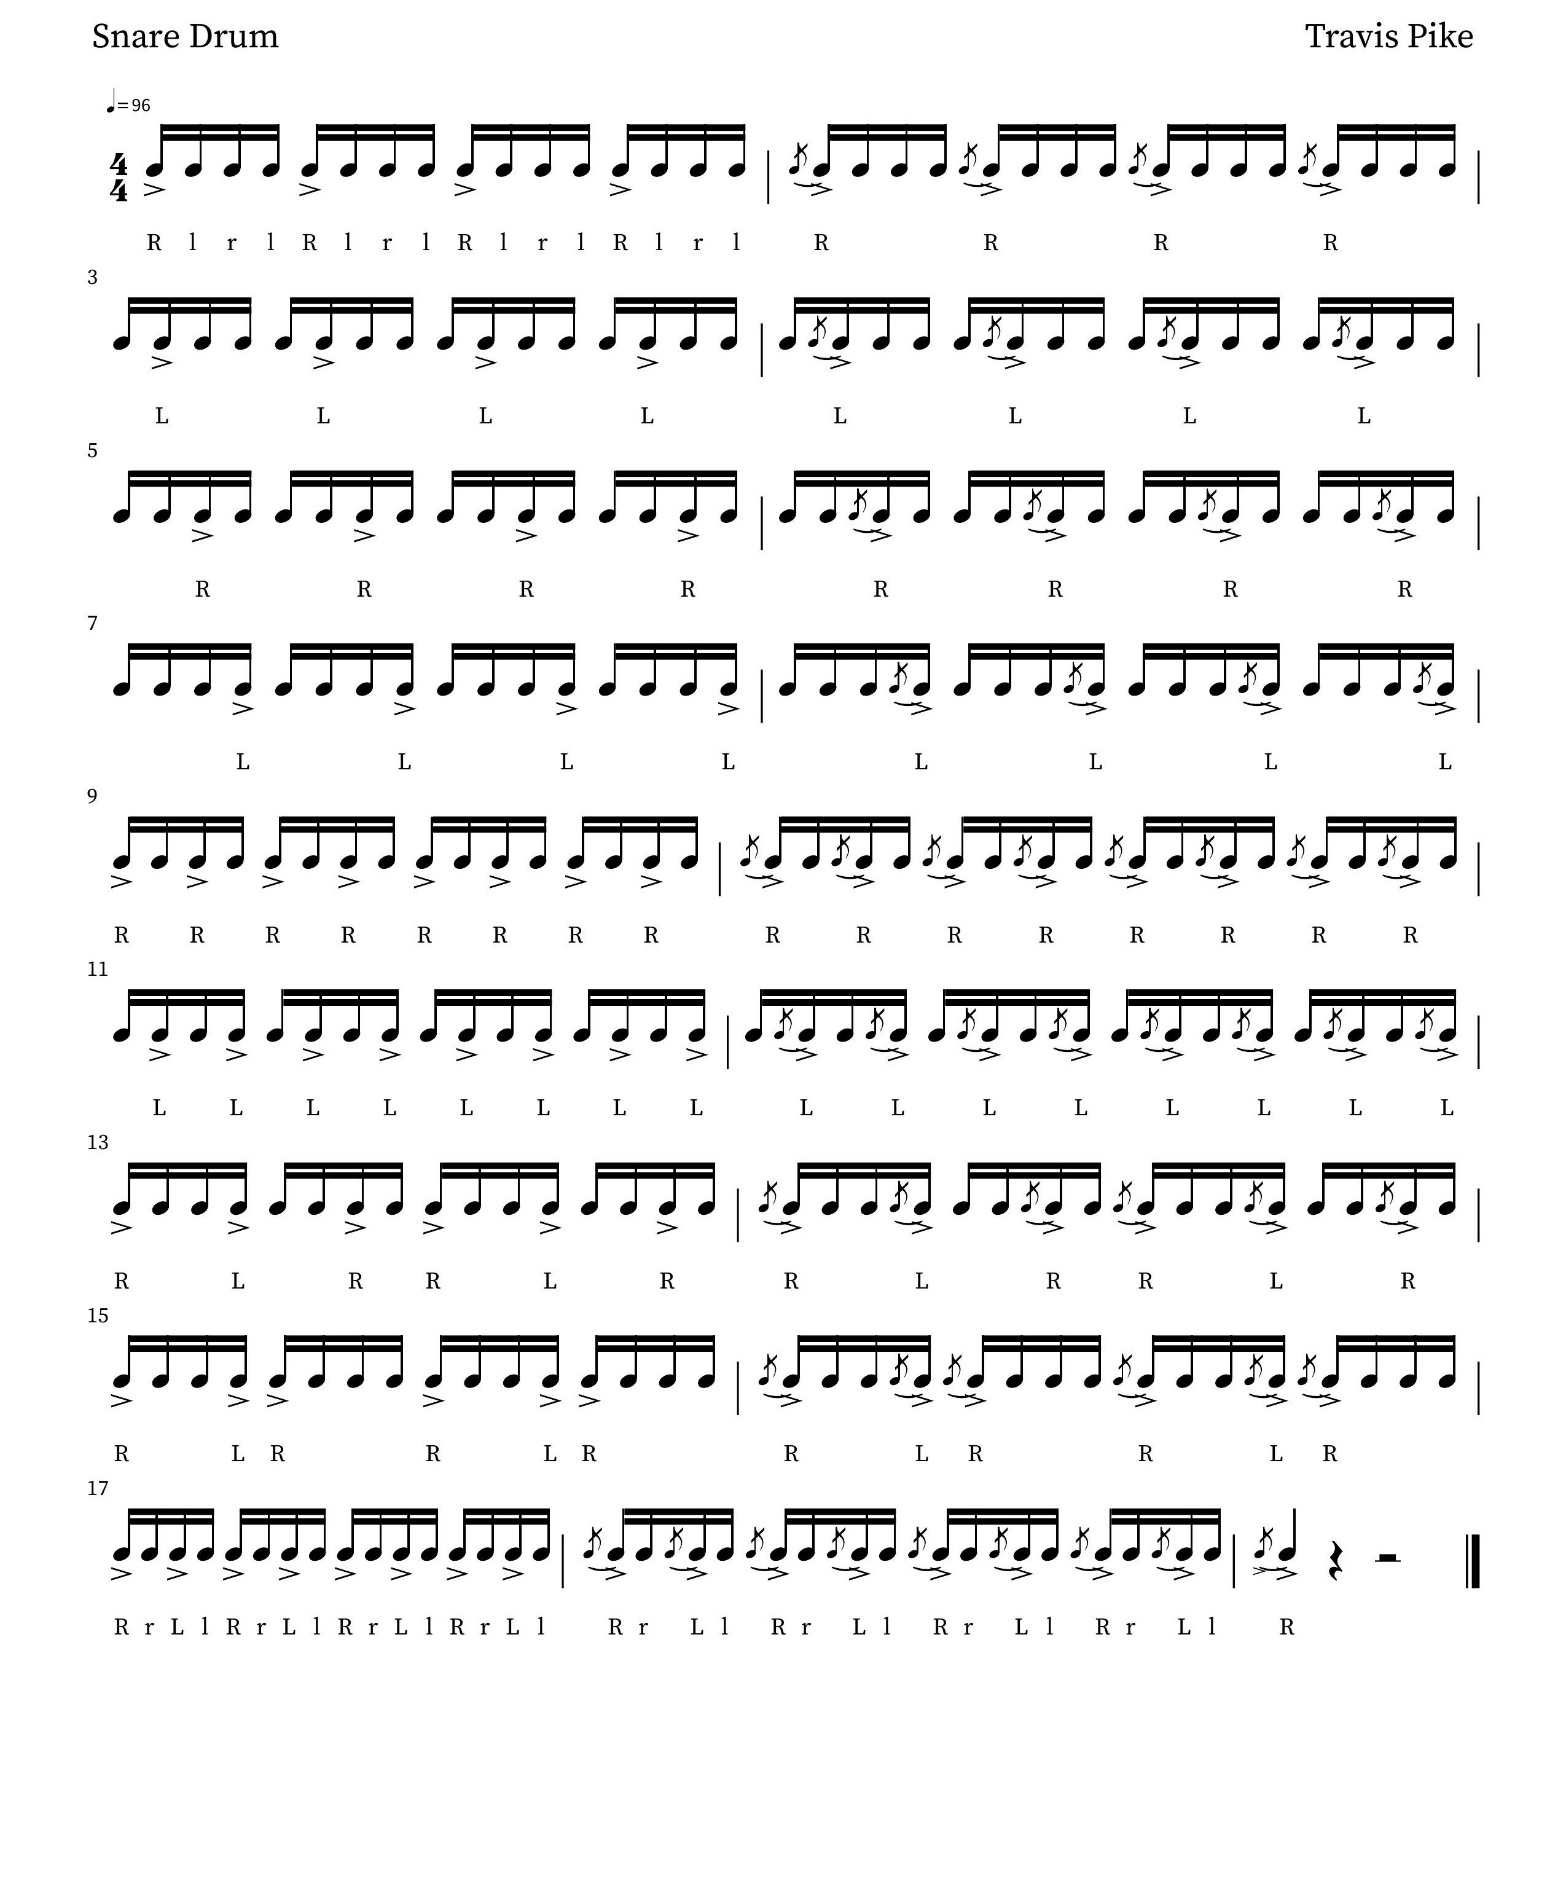 Snare Drum Travis Pike
=96
4
4
R l r l R l r l R l r l R l r l R R R R
3
L L L L L L L L
5
R R R R R R R R
7
L L L L L L L L
9
R R R R R R R R R R R R R R R R
11
L L L L L L L L L L L L L L L L
13
R L R R L R R L R R L R
15
R L R R L R R L R R L R
17
R r L l R r L l R r L l R r L l R r L l R r L l R r L l R r L l R